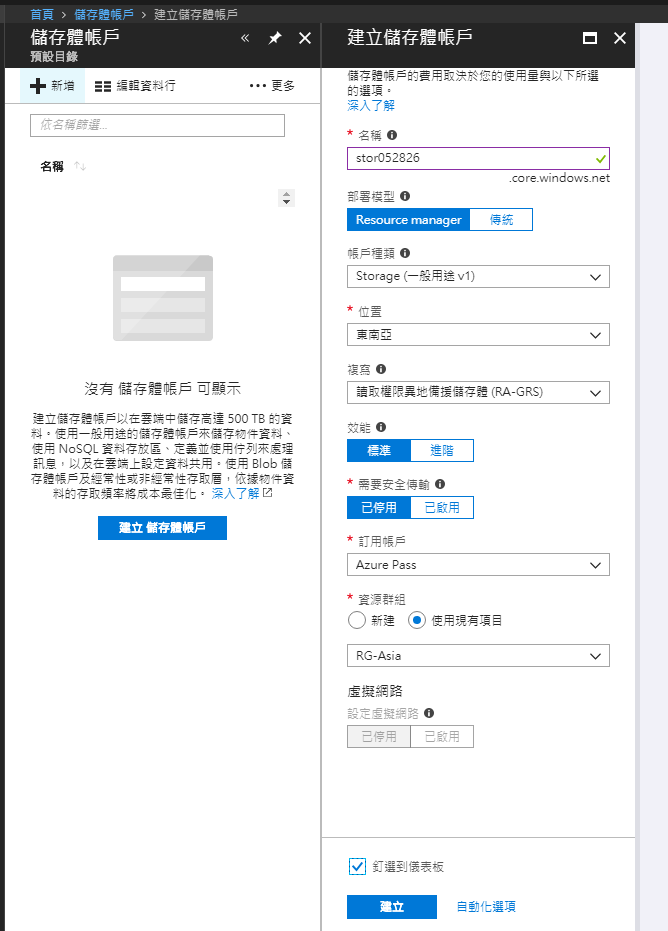 首頁 > 儲存體帳戶 > 建立儲存體帳戶
儲存體帳戶
預設目錄
新增
編輯資料行
更多
依名稱篩選...
名稱
沒有 儲存體帳戶 可顯示
建立儲存體帳戶以在雲端中儲存高達 500 TB 的資
料。使用一般用途的儲存體帳戶來儲存物件資料、
使用 NoSQL 資料存放區、定義並使用佇列來處理
訊息，以及在雲端上設定資料共用。使用 Blob 儲
存體帳戶及經常性或非經常性存取層，依據物件資
料的存取頻率將成本最佳化。 深入了解
建立 儲存體帳戶
建立儲存體帳戶
儲存體帳戶的費用取決於您的使用量與以下所選
的選項。
深入了解
* 名稱
stor052826
.core.windows.net
部署模型
Resource manager 傳統
帳戶種類
Storage (一般用途 v1)
* 位置
東南亞
複寫
讀取權限異地備援儲存體 (RA-GRS)
效能
標準 進階
* 需要安全傳輸
已停用 已啟用
* 訂用帳戶
Azure Pass
* 資源群組
新建 使用現有項目
RG-Asia
虛擬網路
設定虛擬網路
已停用 已啟用
釘選到儀表板
建立 自動化選項